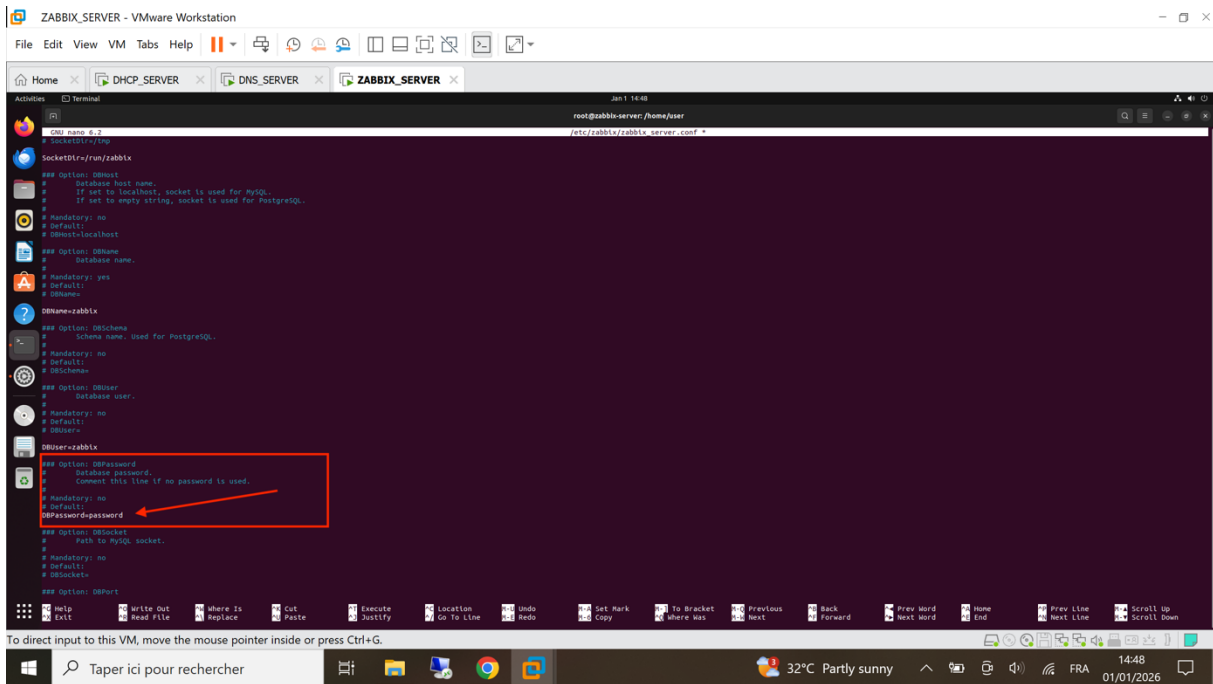 ZABBIX_SERVER - VMware Workstation
File Edit View VM Tabs Help
Home DHCP_SERVER DNS_SERVER ZABBIX_SERVER
Activities Terminal Jan 1 14:48
root@zabbix-server: /home/user
GNU nano 6.2 /etc/zabbix/zabbix_server.conf *
# SocketDir=/tmp
SocketDir=/run/zabbix
### Option: DBHost
# Database host name.
# If set to localhost, socket is used for MySQL.
# If set to empty string, socket is used for PostgreSQL.
#
# Mandatory: no
# Default:
# DBHost=localhost
### Option: DBName
# Database name.
#
# Mandatory: yes
# Default:
# DBName=
DBName=zabbix
### Option: DBSchema
# Schema name. Used for PostgreSQL.
#
# Mandatory: no
# Default:
# DBSchema=
### Option: DBUser
# Database user.
#
# Mandatory: no
# Default:
# DBUser=
DBUser=zabbix
### Option: DBPassword
# Database password.
# Comment this line if no password is used.
#
# Mandatory: no
# Default:
DBPassword=password
### Option: DBSocket
# Path to MySQL socket.
#
# Mandatory: no
# Default:
# DBSocket=
### Option: DBPort
^G Help ^O Write Out ^W Where Is ^K Cut ^T Execute ^C Location M-U Undo M-A Set Mark M-] To Bracket M-Q Previous ^B Back ^◀ Prev Word ^A Home ^P Prev Line M-▲ Scroll Up
^X Exit ^R Read File ^\ Replace ^U Paste ^J Justify ^/ Go To Line M-E Redo M-6 Copy ^Q Where Was M-W Next ^F Forward ^▶ Next Word ^E End ^N Next Line M-▼ Scroll Down
To direct input to this VM, move the mouse pointer inside or press Ctrl+G.
Taper ici pour rechercher 3 32°C Partly sunny FRA 14:48
01/01/2026